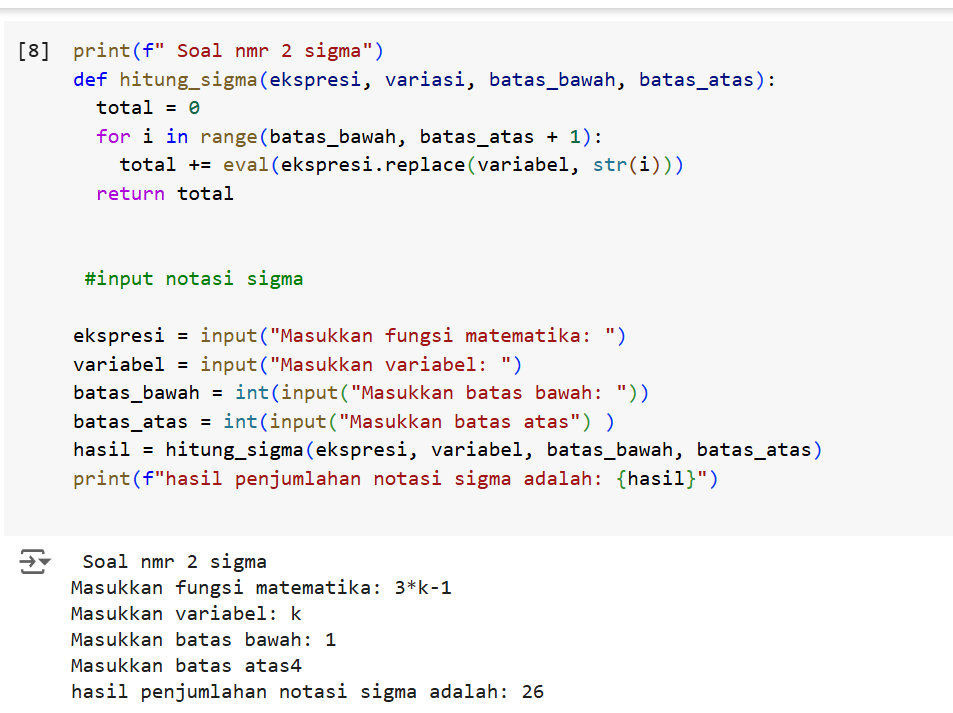 [8] print(f" Soal nmr 2 sigma")
def hitung_sigma(ekspresi, variasi, batas_bawah, batas_atas):
  total = 0
  for i in range(batas_bawah, batas_atas + 1):
    total += eval(ekspresi.replace(variabel, str(i)))
  return total
 #input notasi sigma
ekspresi = input("Masukkan fungsi matematika: ")
variabel = input("Masukkan variabel: ")
batas_bawah = int(input("Masukkan batas bawah: "))
batas_atas = int(input("Masukkan batas atas") )
hasil = hitung_sigma(ekspresi, variabel, batas_bawah, batas_atas)
print(f"hasil penjumlahan notasi sigma adalah: {hasil}")
 Soal nmr 2 sigma
Masukkan fungsi matematika: 3*k-1
Masukkan variabel: k
Masukkan batas bawah: 1
Masukkan batas atas4
hasil penjumlahan notasi sigma adalah: 26